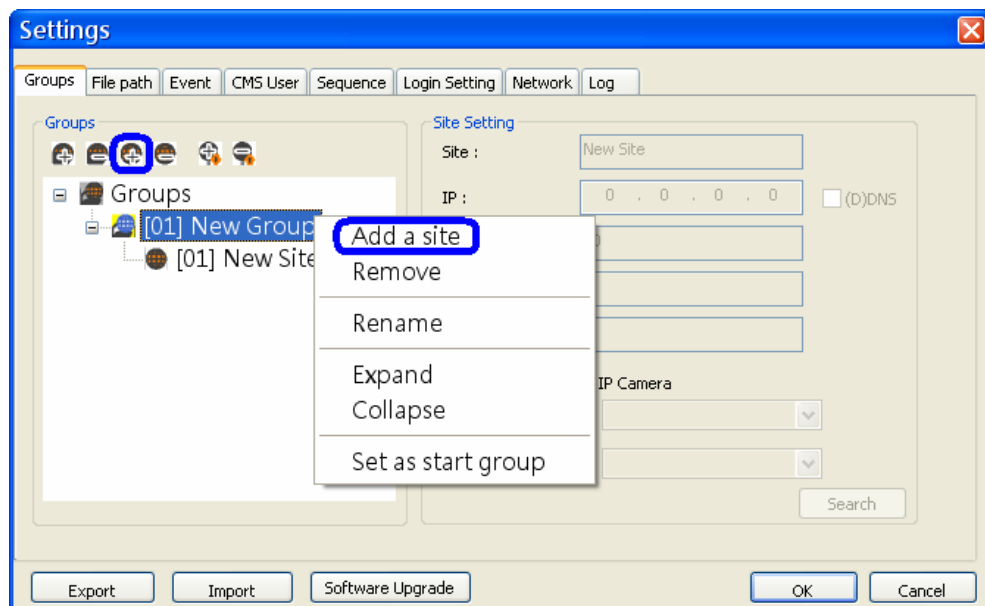 Settings
Groups File path Event CMS User Sequence Login Setting Network Log
Groups
Groups
[01] New Group
[01] New Site
Add a site
Remove
Rename
Expand
Collapse
Set as start group
Site Setting
Site :
New Site
IP :
0 . 0 . 0 . 0
(D)DNS
IP Camera
Search
Export Import Software Upgrade OK Cancel